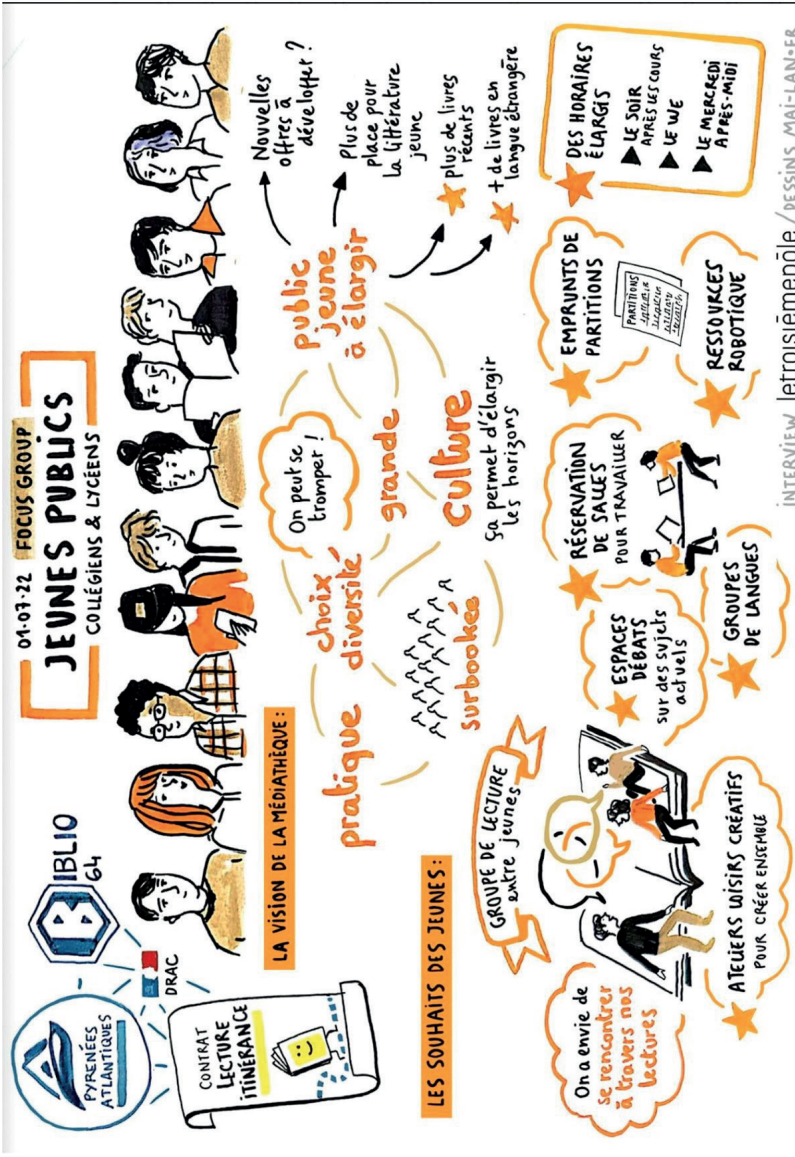 01·07·22 FOCUS GROUP
JEUNES PUBLICS
COLLÉGIENS & LYCÉENS
PYRÉNÉES
ATLANTIQUES
BIBLIO
64
DRAC
CONTRAT
LECTURE
ITINÉRANCE
LA VISION DE LA MÉDIATHÈQUE :
pratique
choix
diversité
On peut se
tromper !
surbookée
grande
culture
ça permet d'élargir
les horizons
public
jeune
à élargir
Nouvelles
offres à
développer ?
Plus de
place pour
la littérature
jeune
plus de livres
récents
+ de livres en
langue étrangère
LES SOUHAITS DES JEUNES :
GROUPE DE LECTURE
entre jeunes
On a envie de
se rencontrer
à travers nos
lectures
ATELIERS LOISIRS CRÉATIFS
POUR CRÉER ENSEMBLE
ESPACES
DÉBATS
sur des sujets
actuels
GROUPES
DE LANGUES
RÉSERVATION
DE SALLES
POUR TRAVAILLER
EMPRUNTS DE
PARTITIONS
PARTITIONS
RESSOURCES
ROBOTIQUE
DES HORAIRES
ÉLARGIS
LE SOIR
APRÈS LES COURS
LE WE
LE MERCREDI
APRÈS-MIDI
INTERVIEW letroisièmepôle / DESSINS MAI-LAN·FR